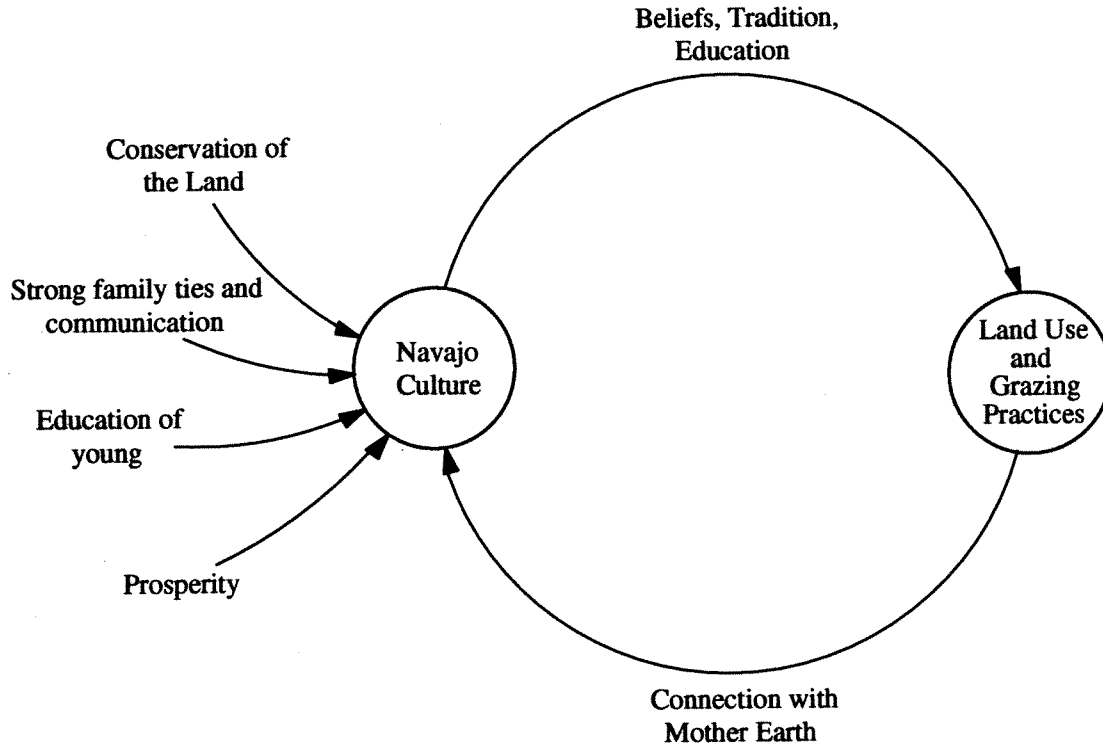 Beliefs, Tradition,
Education
Conservation of
the Land
Strong family ties and
communication
Navajo
Culture
Land Use
and
Grazing
Practices
Education of
young
Prosperity
Connection with
Mother Earth